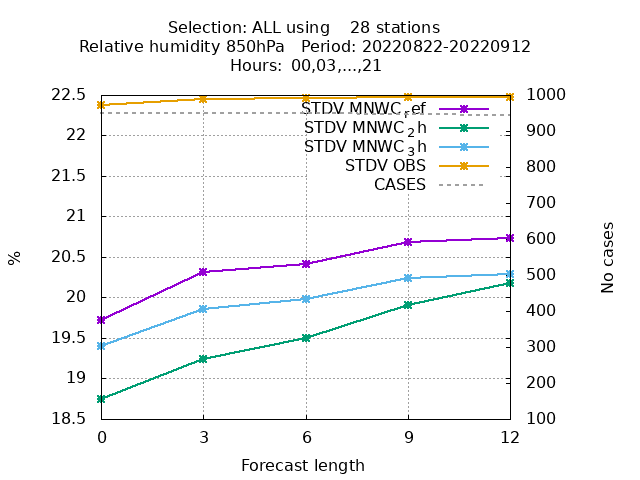 Selection: ALL using    28 stations
Relative humidity 850hPa   Period: 20220822-20220912
Hours: 00,03,...,21
22.5
22
21.5
21
20.5
20
19.5
19
18.5
1000
900
800
700
600
500
400
300
200
100
STDV MNWC_ref
STDV MNWC_2h
STDV MNWC_3h
STDV OBS
CASES
%
No cases
0 3 6 9 12
Forecast length